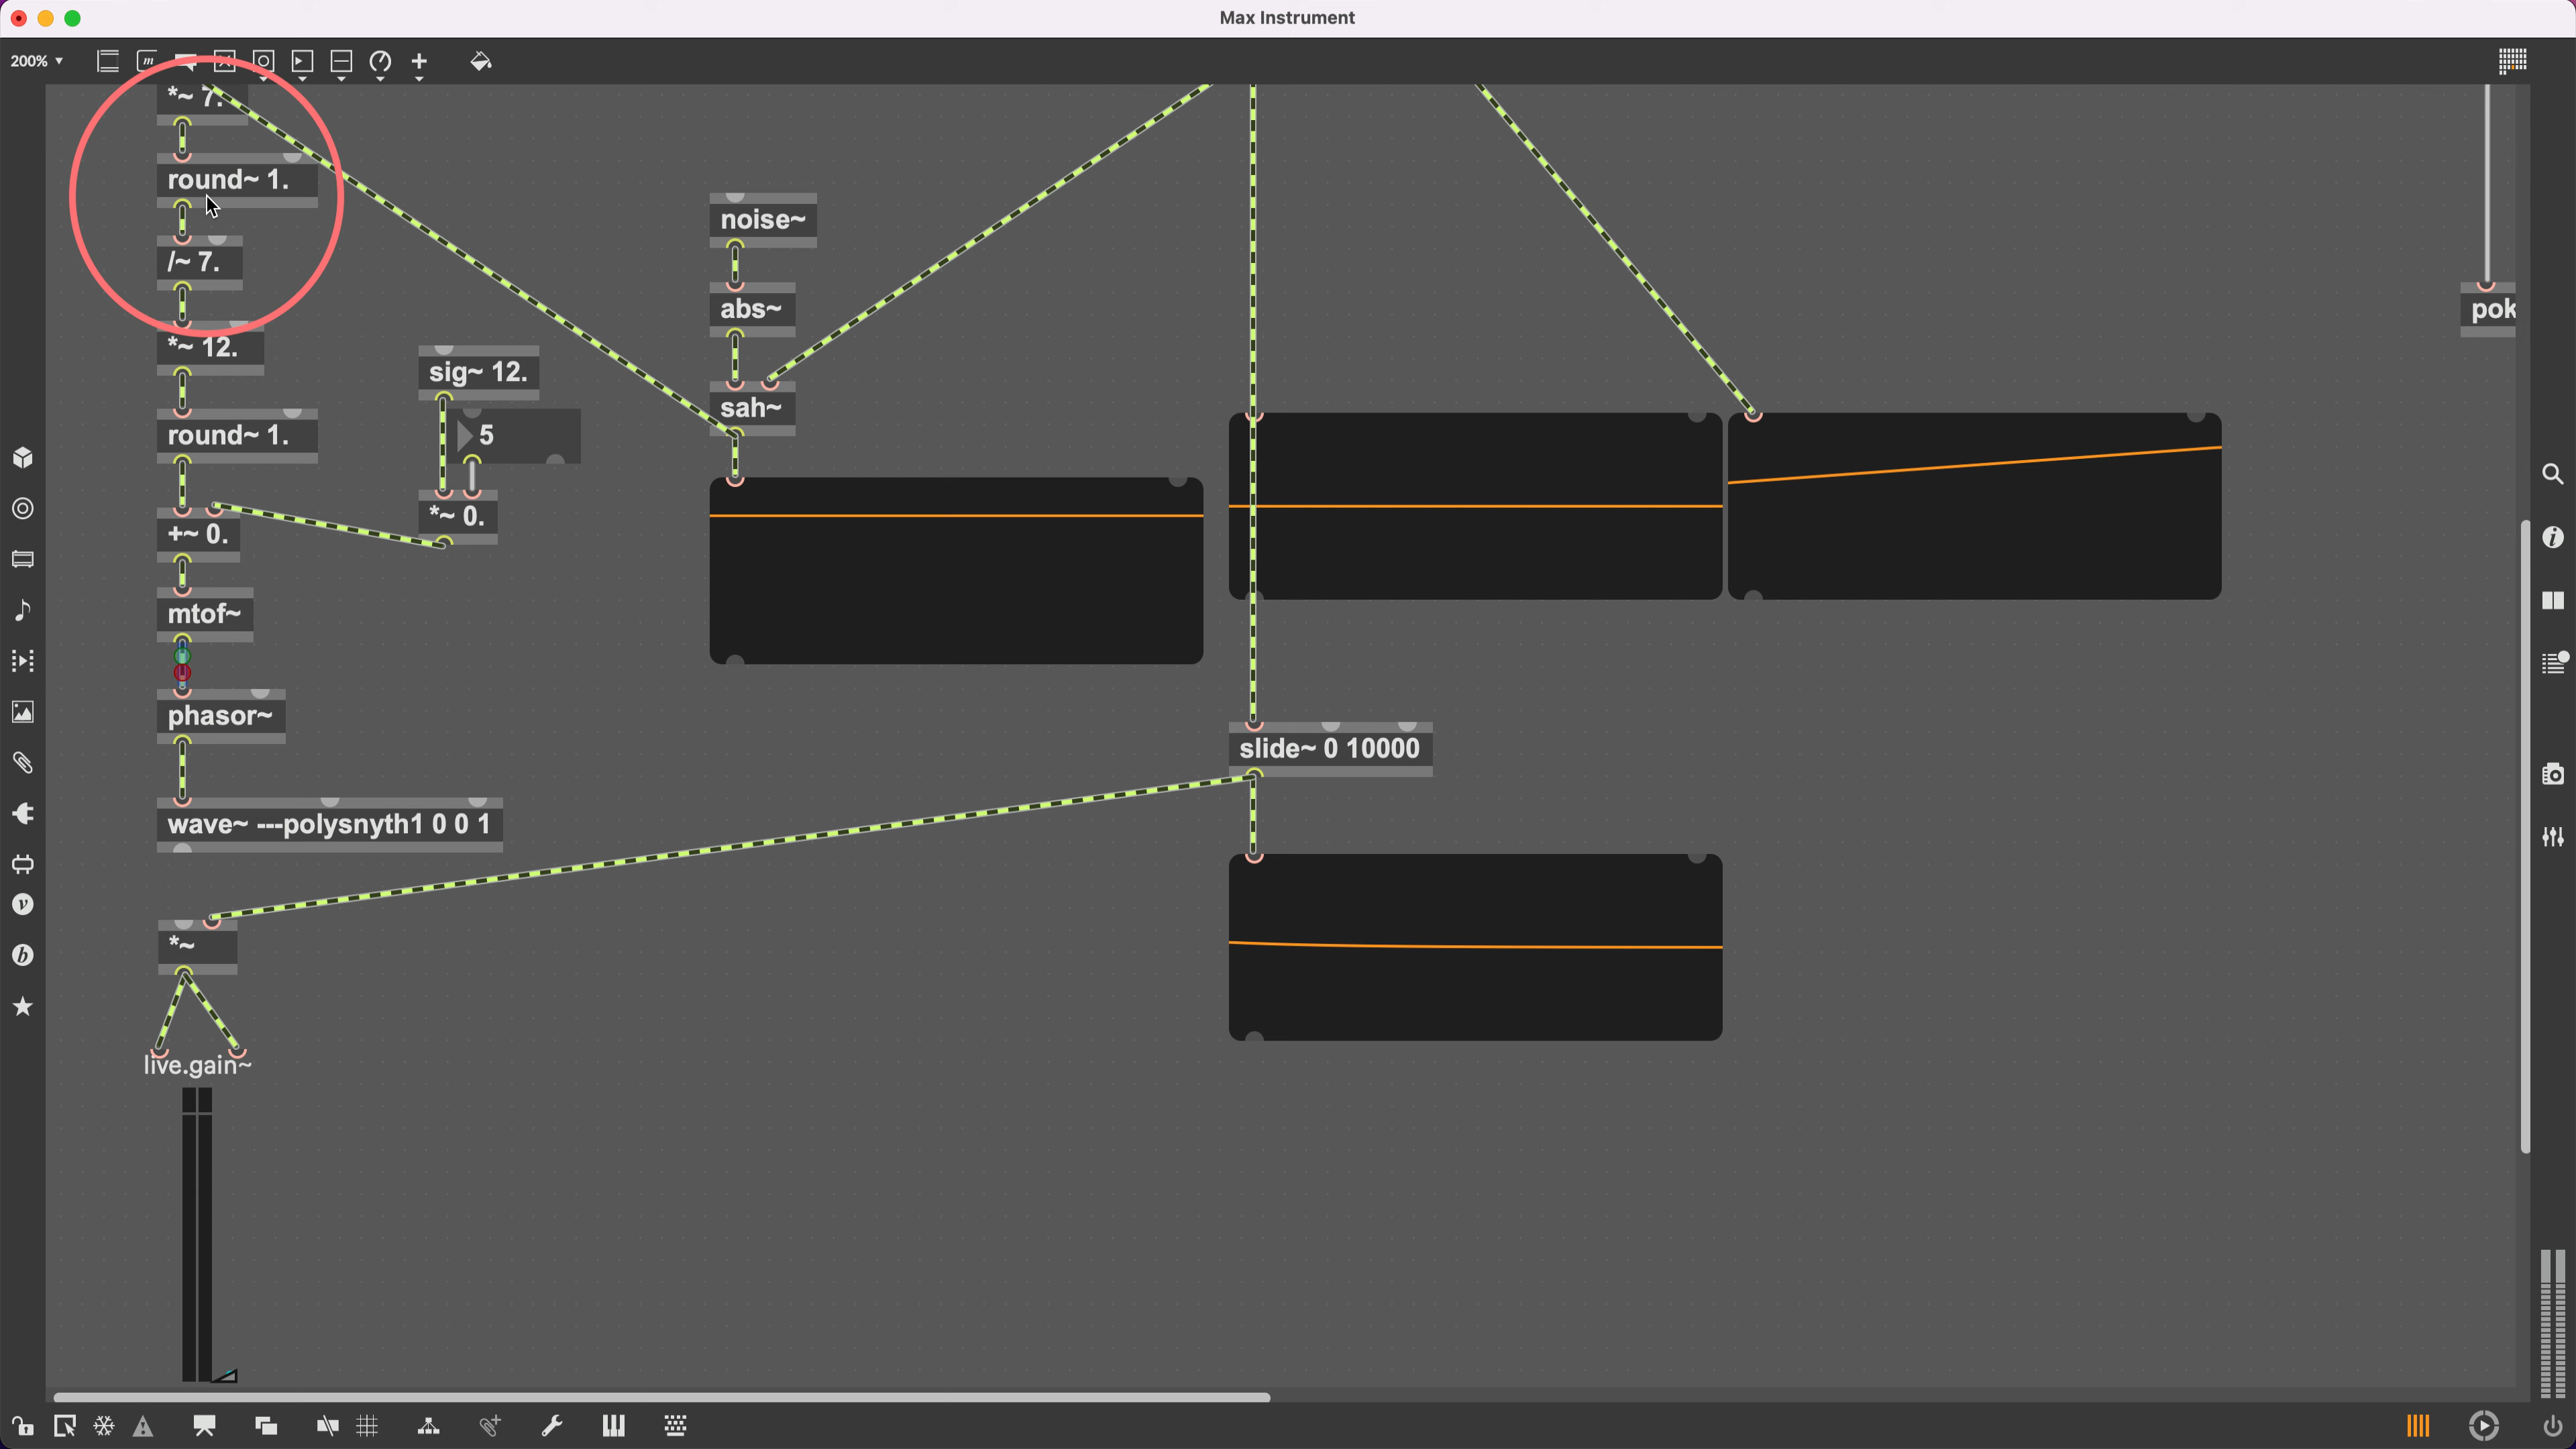 Max Instrument
200%
*~ 7.
round~ 1.
/~ 7.
*~ 12.
round~ 1.
+~ 0.
mtof~
phasor~
wave~ ---polysnyth1 0 0 1
*~
live.gain~
sig~ 12.
5
*~ 0.
noise~
abs~
sah~
slide~ 0 10000
pok